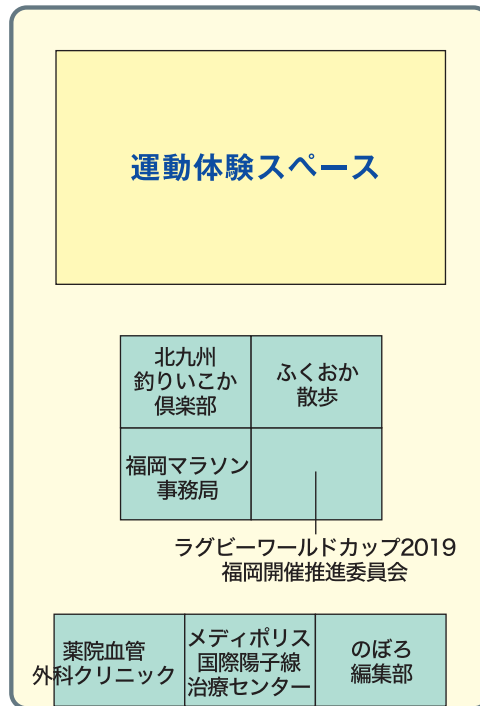 運動体験スペース
北九州
釣りいこか
倶楽部
ふくおか
散歩
福岡マラソン
事務局
ラグビーワールドカップ2019
福岡開催推進委員会
薬院血管
外科クリニック
メディポリス
国際陽子線
治療センター
のぼろ
編集部